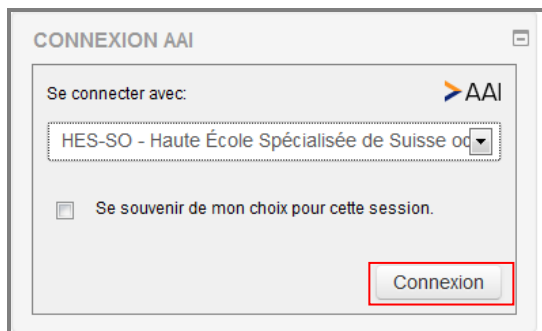 CONNEXION AAI
Se connecter avec:
AAI
HES-SO - Haute École Spécialisée de Suisse oc
Se souvenir de mon choix pour cette session.
Connexion